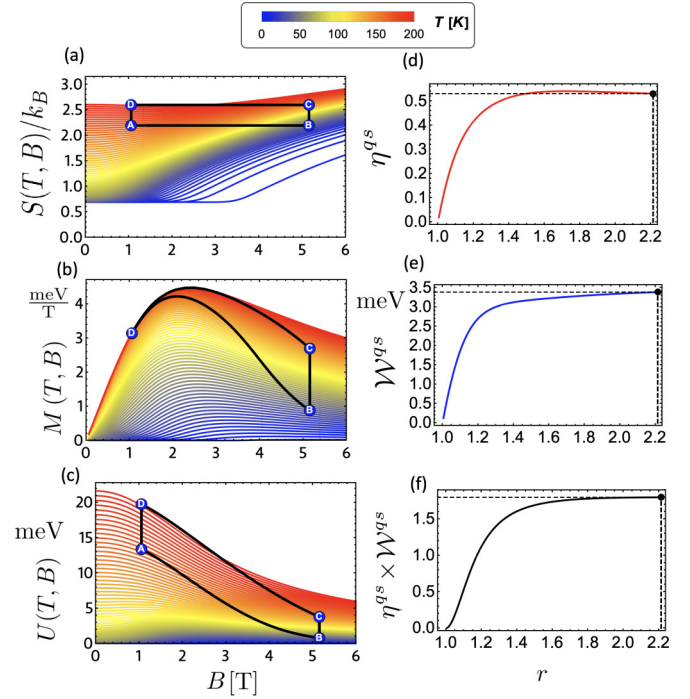 T [K]
0 50 100 150 200
(a)
S(T, B)/k_B
3.0
2.5
2.0
1.5
1.0
0.5
0.0
D C
A B
0 1 2 3 4 5 6
(b)
meV/T
M (T, B)
4
3
2
1
0
D
C
B
0 1 2 3 4 5 6
(c)
meV
U(T, B)
20
15
10
5
0
D
A
C
B
0 1 2 3 4 5 6
B [T]
(d)
η^{qs}
0.5
0.4
0.3
0.2
0.1
0.0
1.0 1.2 1.4 1.6 1.8 2.0 2.2
(e)
meV
W^{qs}
3.5
3.0
2.5
2.0
1.5
1.0
0.5
0.0
1.0 1.2 1.4 1.6 1.8 2.0 2.2
(f)
η^{qs} × W^{qs}
1.5
1.0
0.5
0.0
1.0 1.2 1.4 1.6 1.8 2.0 2.2
r